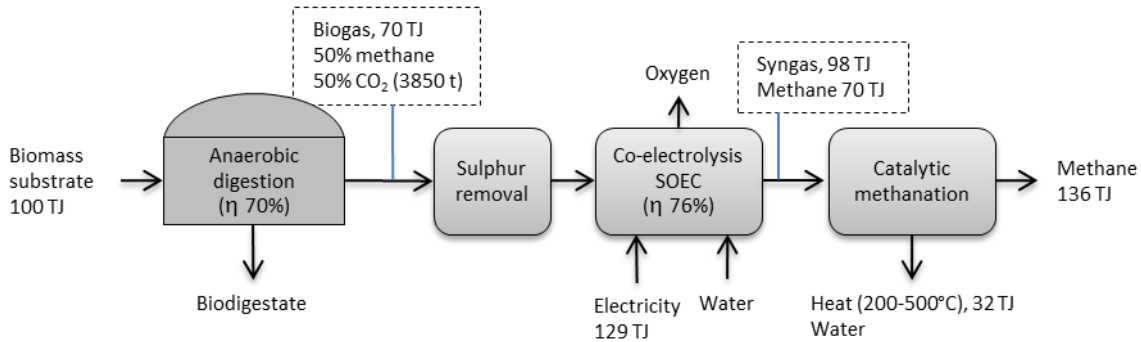 Biogas, 70 TJ
50% methane
50% CO₂ (3850 t)
Oxygen
Syngas, 98 TJ
Methane 70 TJ
Biomass
substrate
100 TJ
Anaerobic
digestion
(η 70%)
Sulphur
removal
Co-electrolysis
SOEC
(η 76%)
Catalytic
methanation
Methane
136 TJ
Biodigestate
Electricity
129 TJ
Water
Heat (200-500°C), 32 TJ
Water